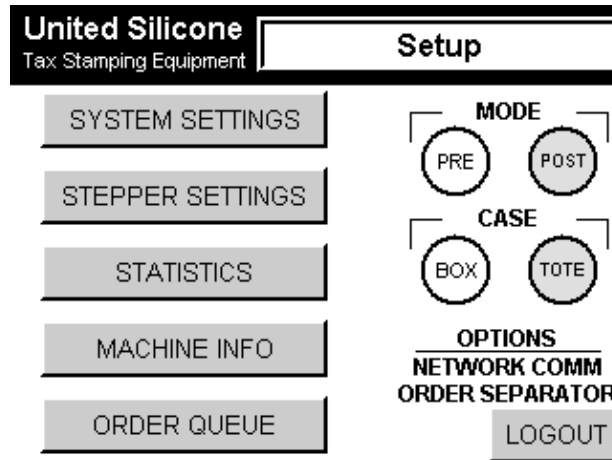 United Silicone
Tax Stamping Equipment
Setup
SYSTEM SETTINGS
STEPPER SETTINGS
STATISTICS
MACHINE INFO
ORDER QUEUE
MODE
PRE POST
CASE
BOX TOTE
OPTIONS
NETWORK COMM
ORDER SEPARATOR
LOGOUT